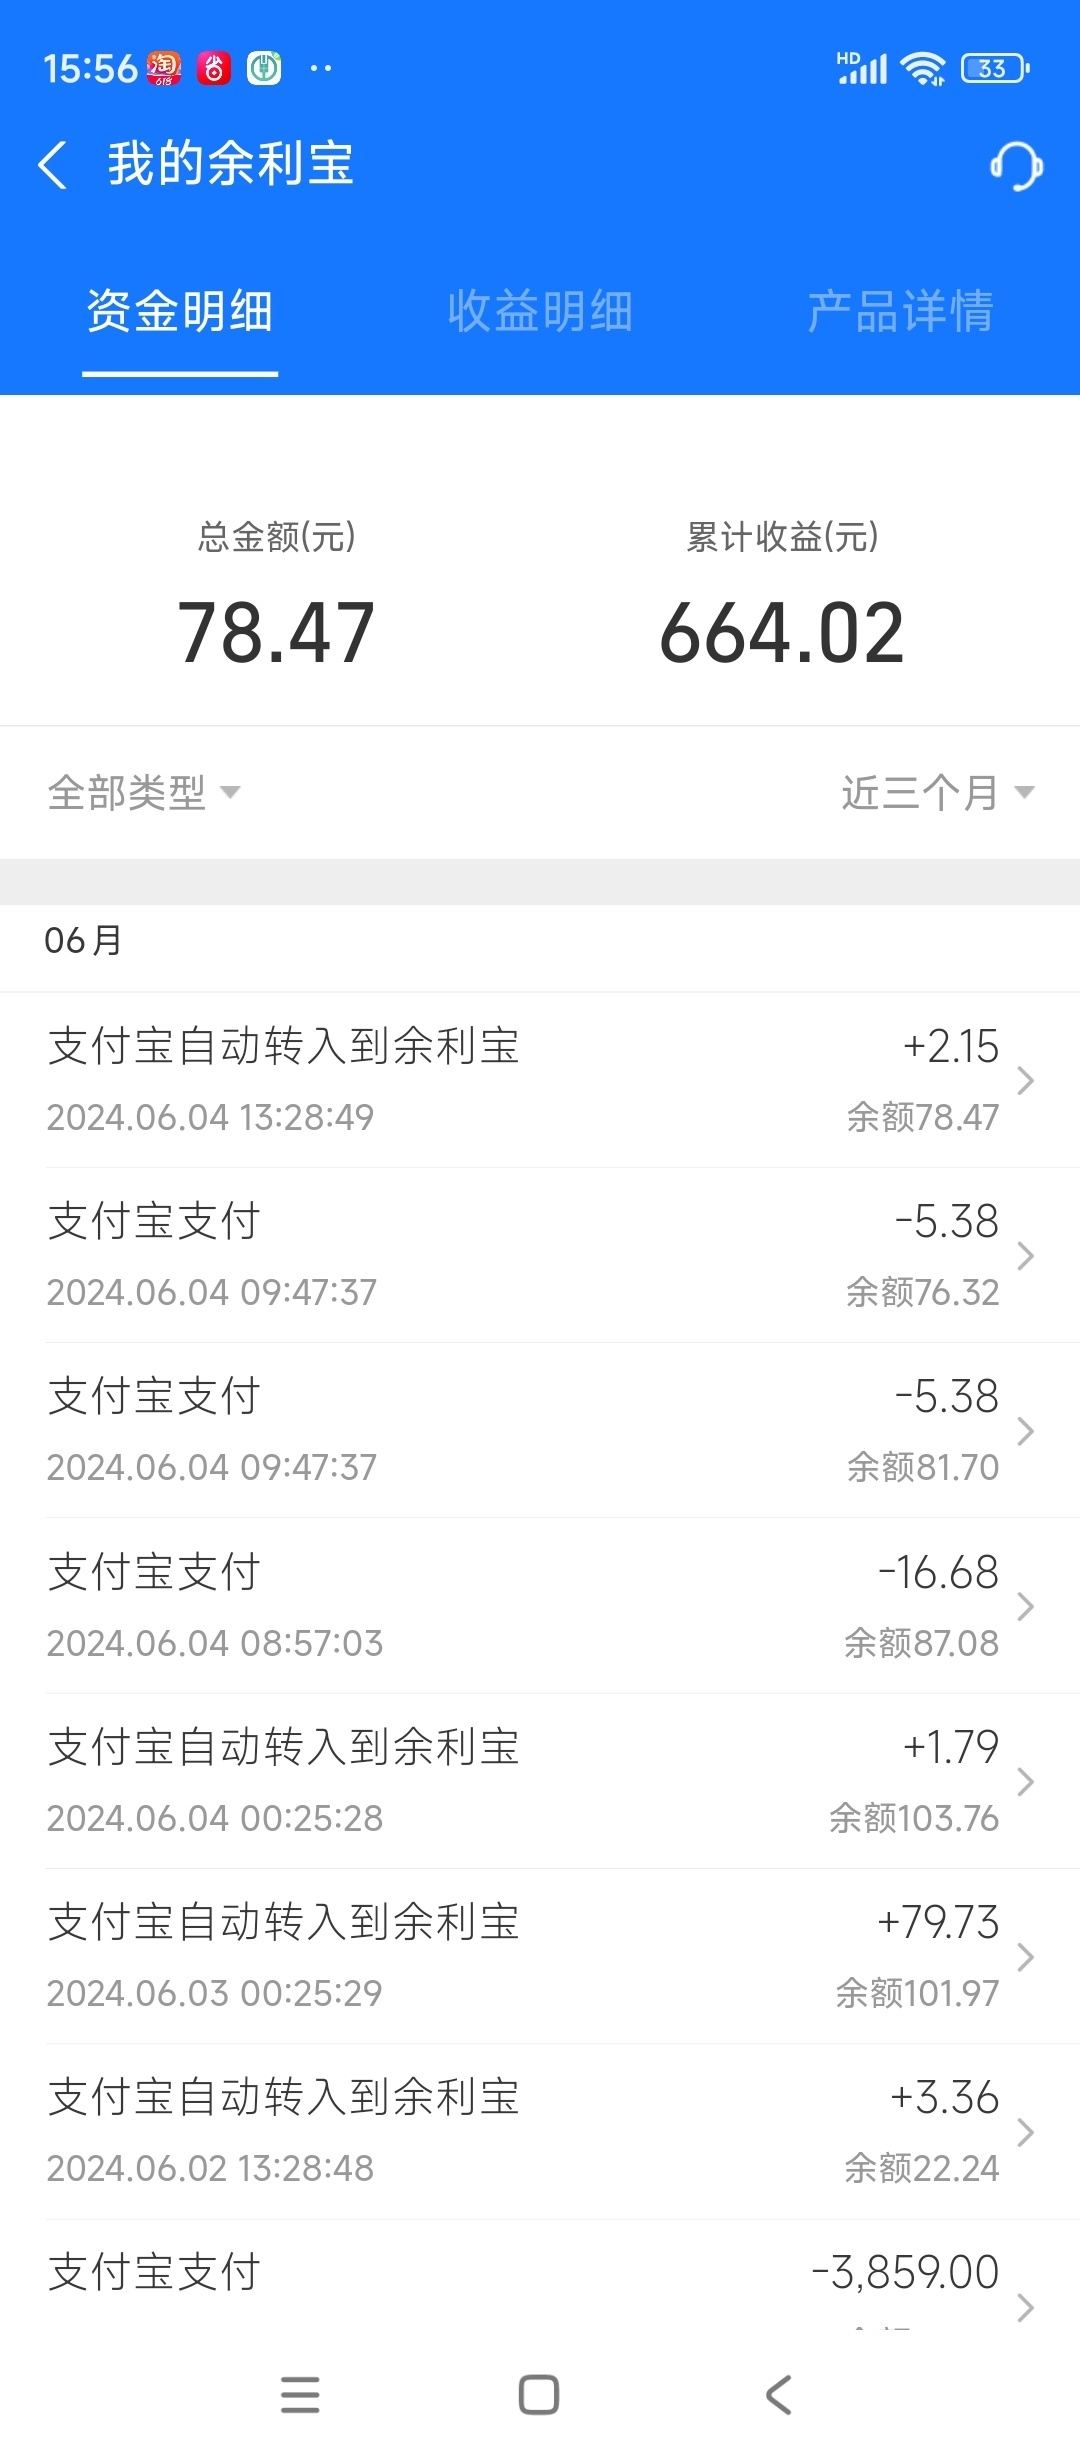 15:56
淘
618
省
HD
33
我的余利宝
资金明细 收益明细 产品详情
总金额(元) 累计收益(元)
78.47 664.02
全部类型 近三个月
06月
支付宝自动转入到余利宝 +2.15
2024.06.04 13:28:49 余额78.47
支付宝支付 -5.38
2024.06.04 09:47:37 余额76.32
支付宝支付 -5.38
2024.06.04 09:47:37 余额81.70
支付宝支付 -16.68
2024.06.04 08:57:03 余额87.08
支付宝自动转入到余利宝 +1.79
2024.06.04 00:25:28 余额103.76
支付宝自动转入到余利宝 +79.73
2024.06.03 00:25:29 余额101.97
支付宝自动转入到余利宝 +3.36
2024.06.02 13:28:48 余额22.24
支付宝支付 -3,859.00